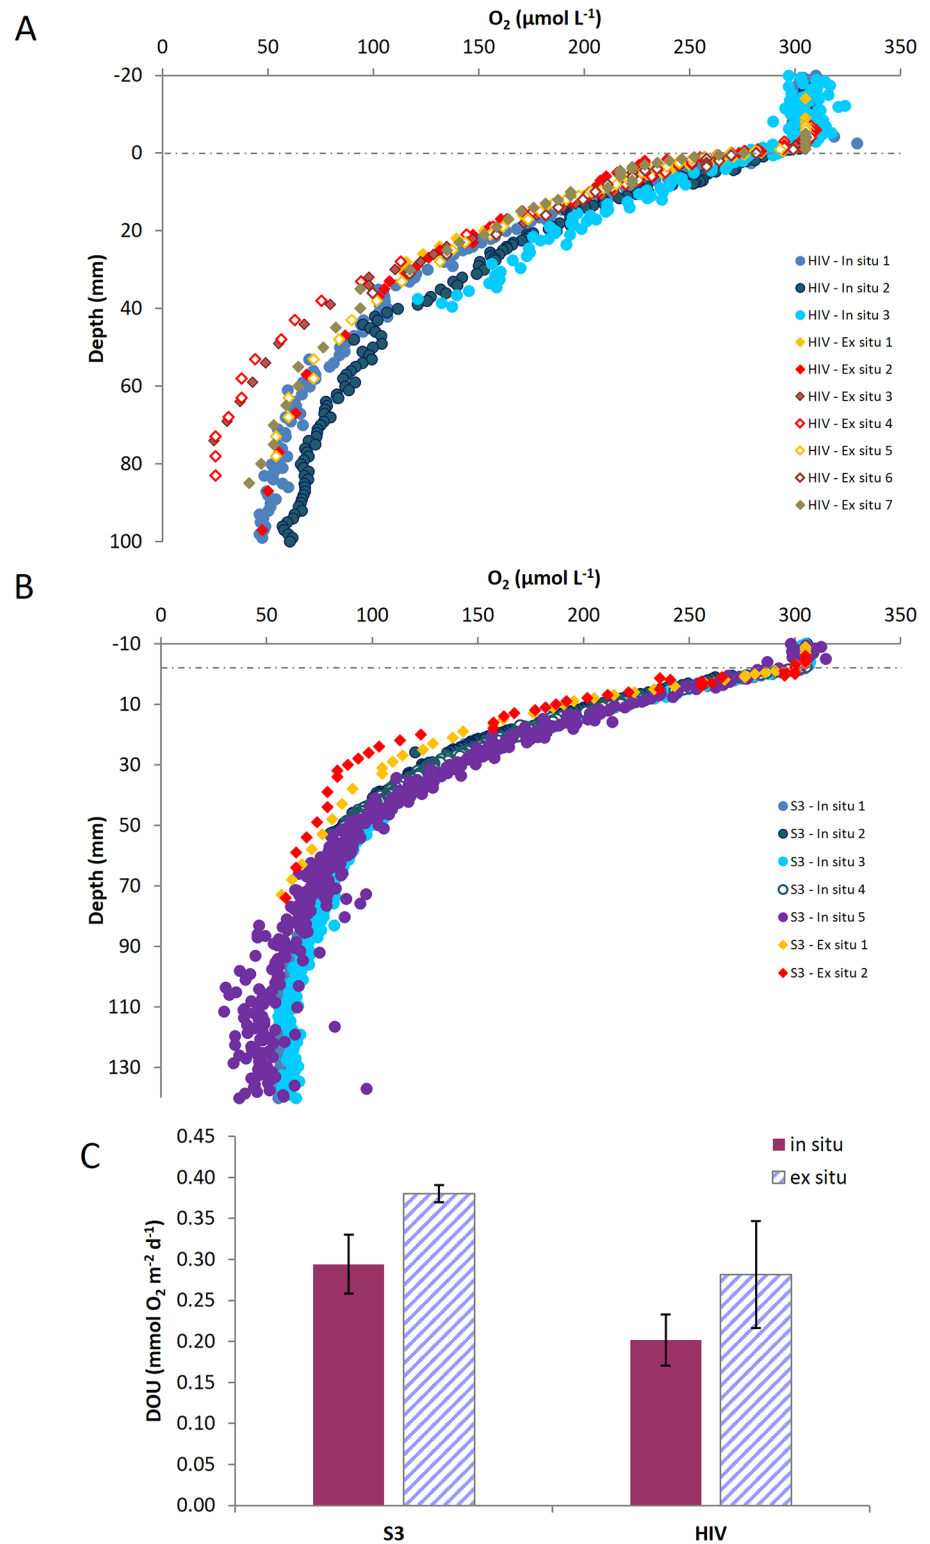 A
O2 (µmol L-1)
0 50 100 150 200 250 300 350
-20
0
20
40
60
80
100
Depth (mm)
HIV - In situ 1
HIV - In situ 2
HIV - In situ 3
HIV - Ex situ 1
HIV - Ex situ 2
HIV - Ex situ 3
HIV - Ex situ 4
HIV - Ex situ 5
HIV - Ex situ 6
HIV - Ex situ 7
B
O2 (µmol L-1)
0 50 100 150 200 250 300 350
-10
10
30
50
70
90
110
130
Depth (mm)
S3 - In situ 1
S3 - In situ 2
S3 - In situ 3
S3 - In situ 4
S3 - In situ 5
S3 - Ex situ 1
S3 - Ex situ 2
C
0.45
0.40
0.35
0.30
0.25
0.20
0.15
0.10
0.05
0.00
DOU (mmol O2 m-2 d-1)
in situ
ex situ
S3 HIV